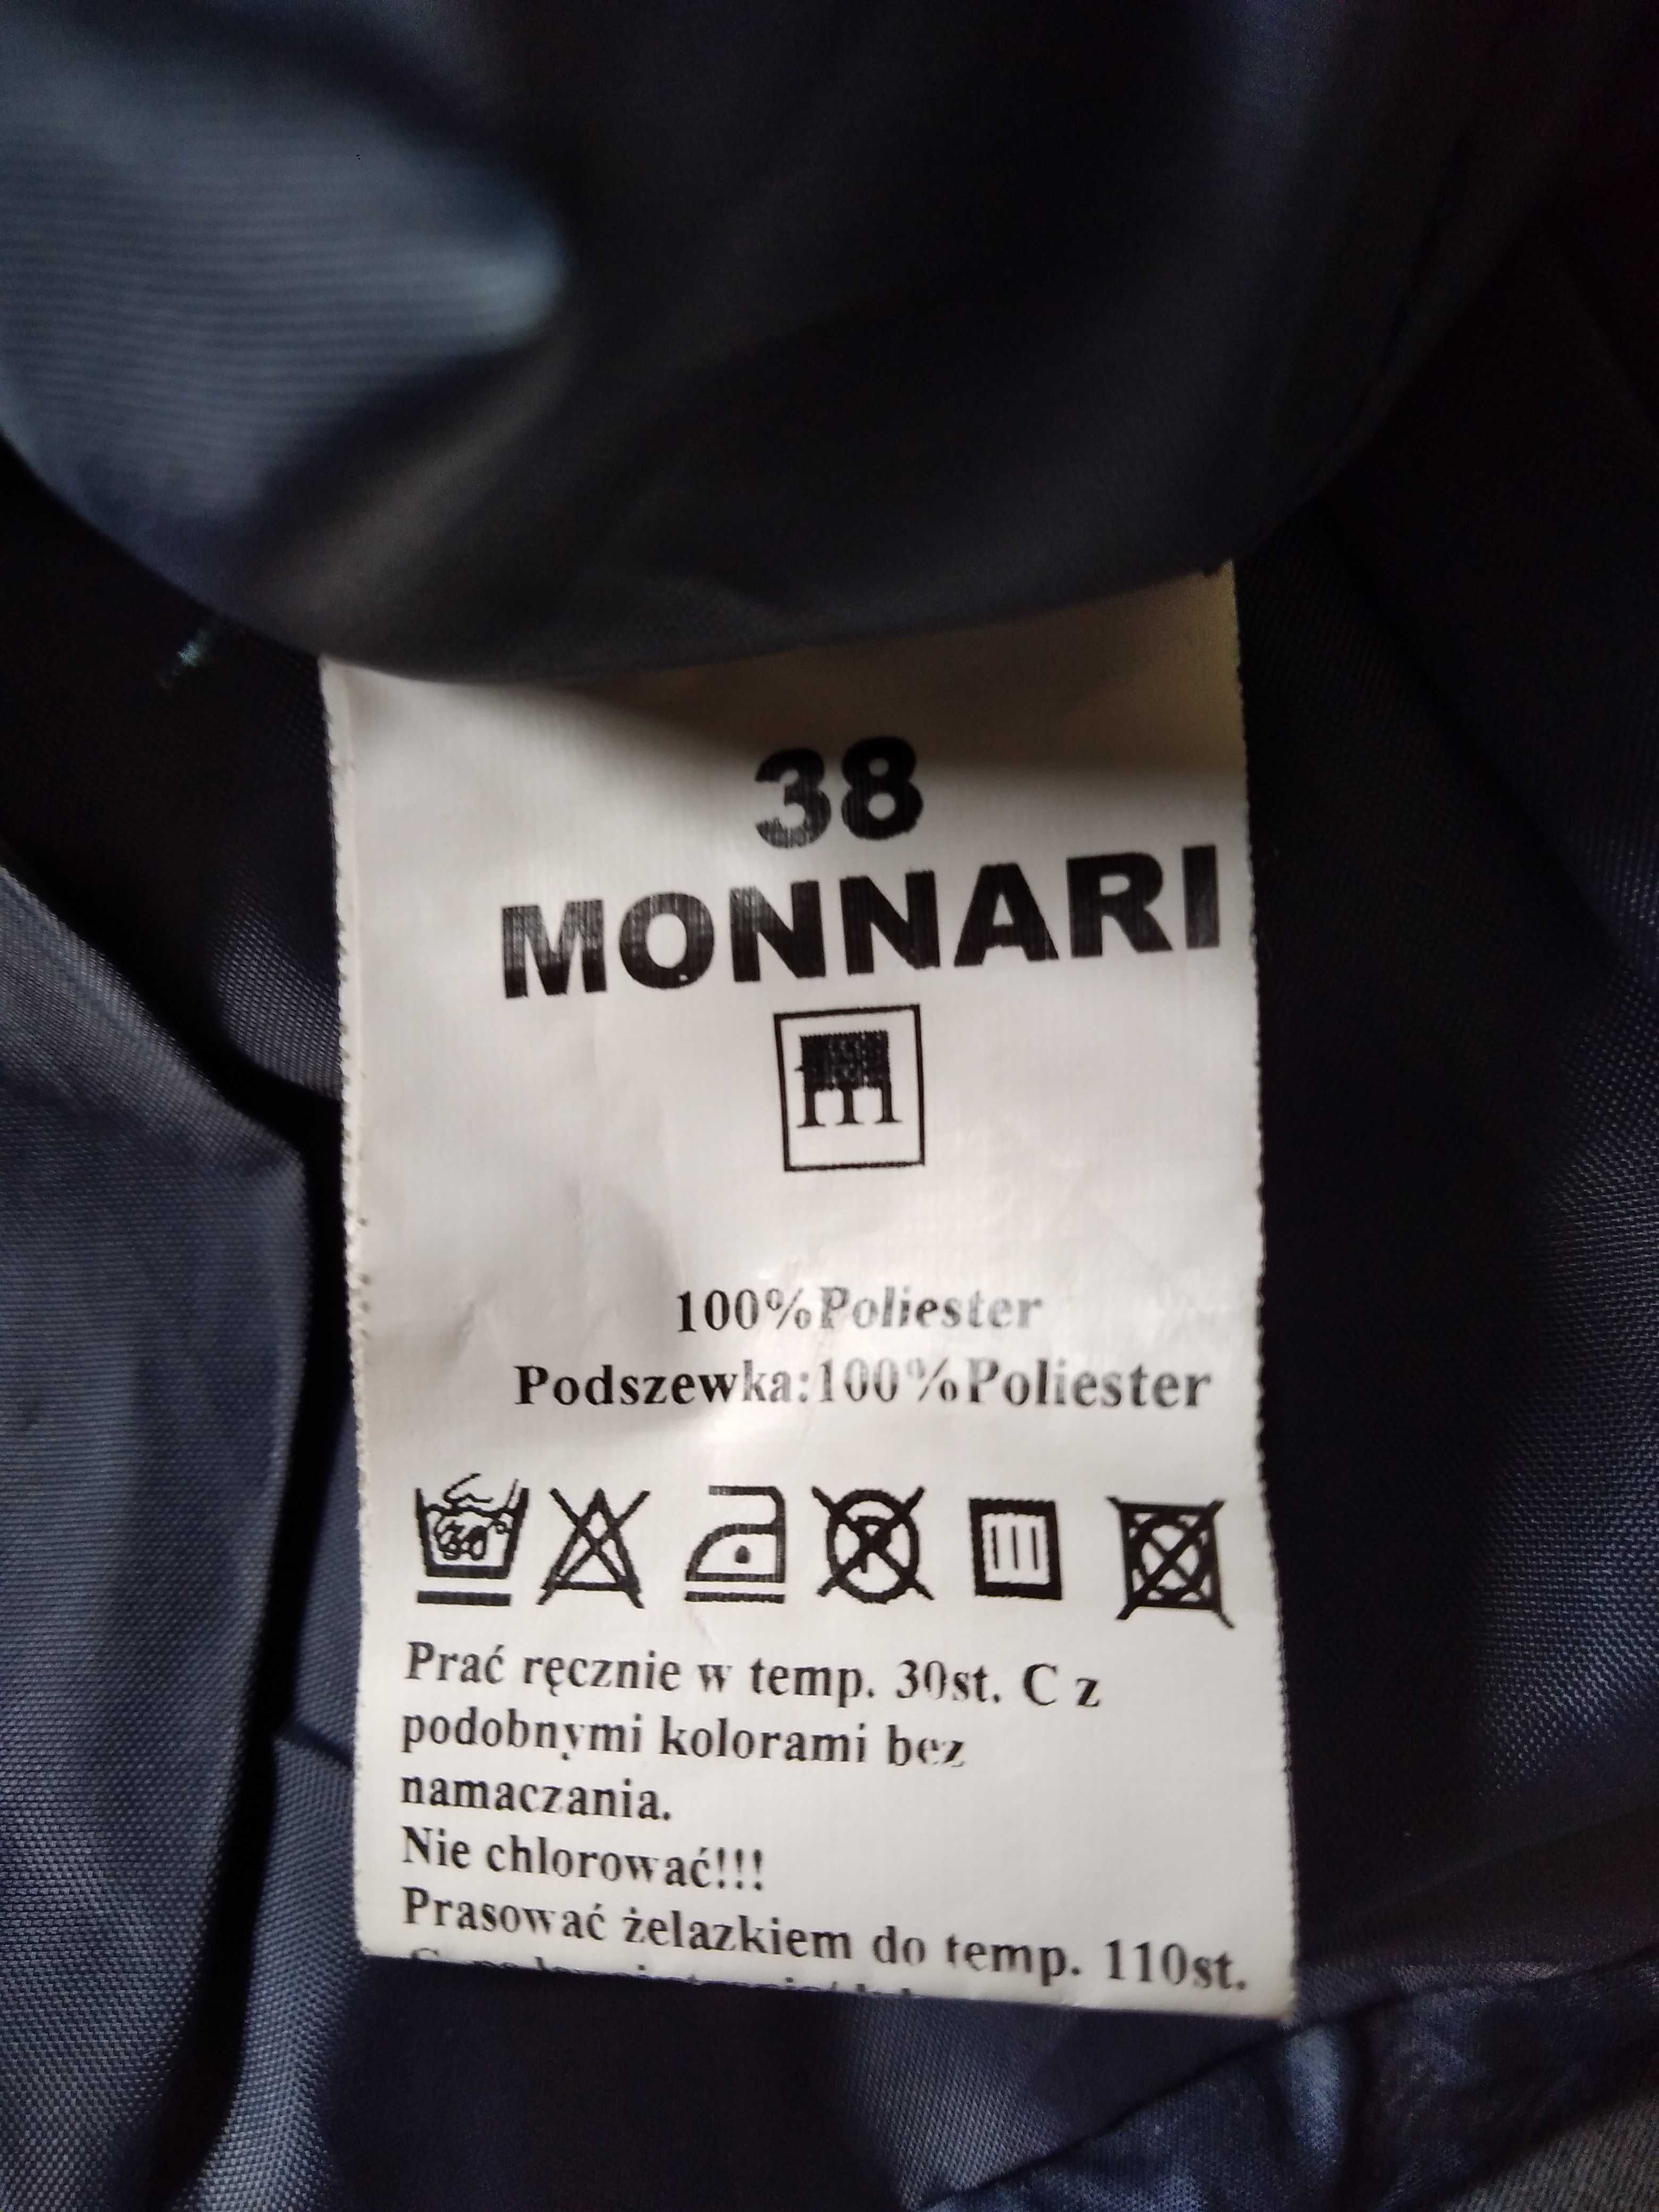 38
MONNARI
m
100%Poliester
Podszewka:100%Poliester
30°
P
Prać ręcznie w temp. 30st. C z
podobnymi kolorami bez
namaczania.
Nie chlorować!!!
Prasować żelazkiem do temp. 110st.